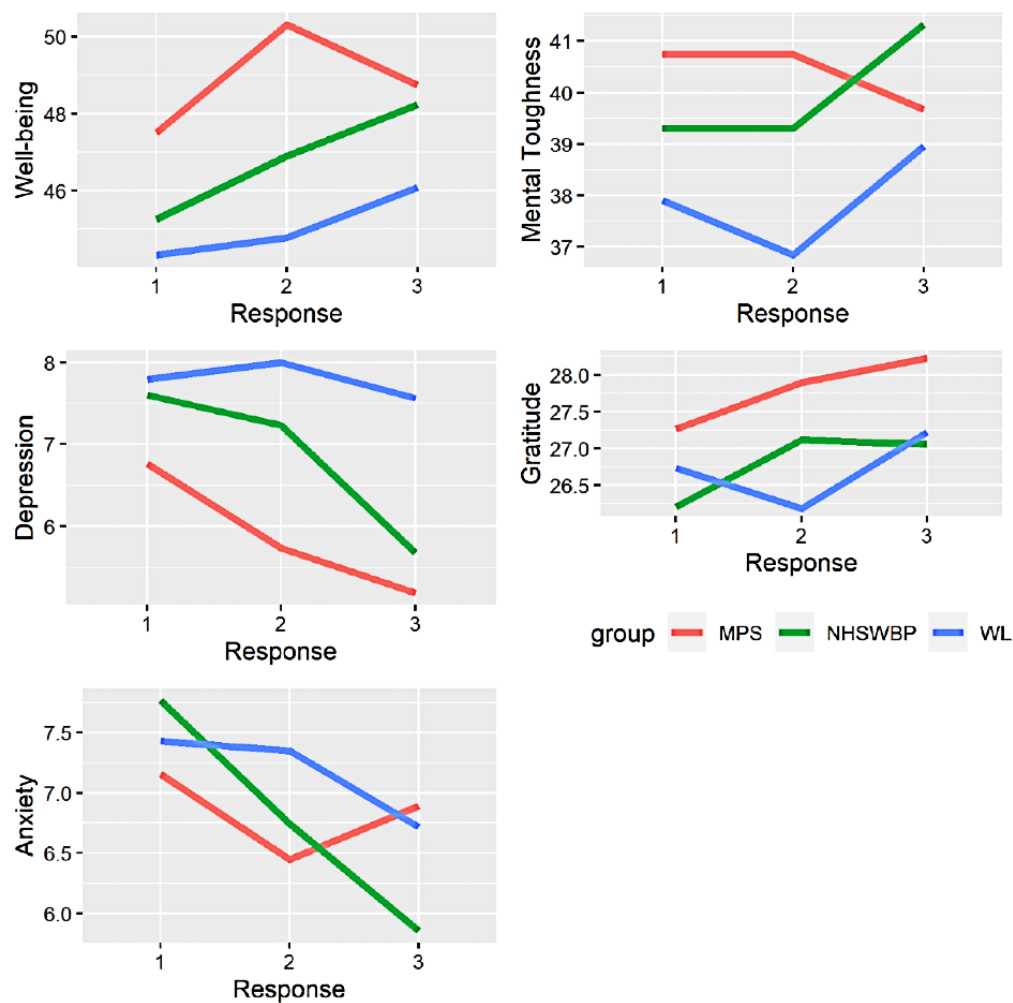 Well-being
50
48
46
1 2 3
Response
Mental Toughness
41
40
39
38
37
1 2 3
Response
Depression
8
7
6
1 2 3
Response
Gratitude
28.0
27.5
27.0
26.5
1 2 3
Response
group MPS NHSWBP WL
Anxiety
7.5
7.0
6.5
6.0
1 2 3
Response